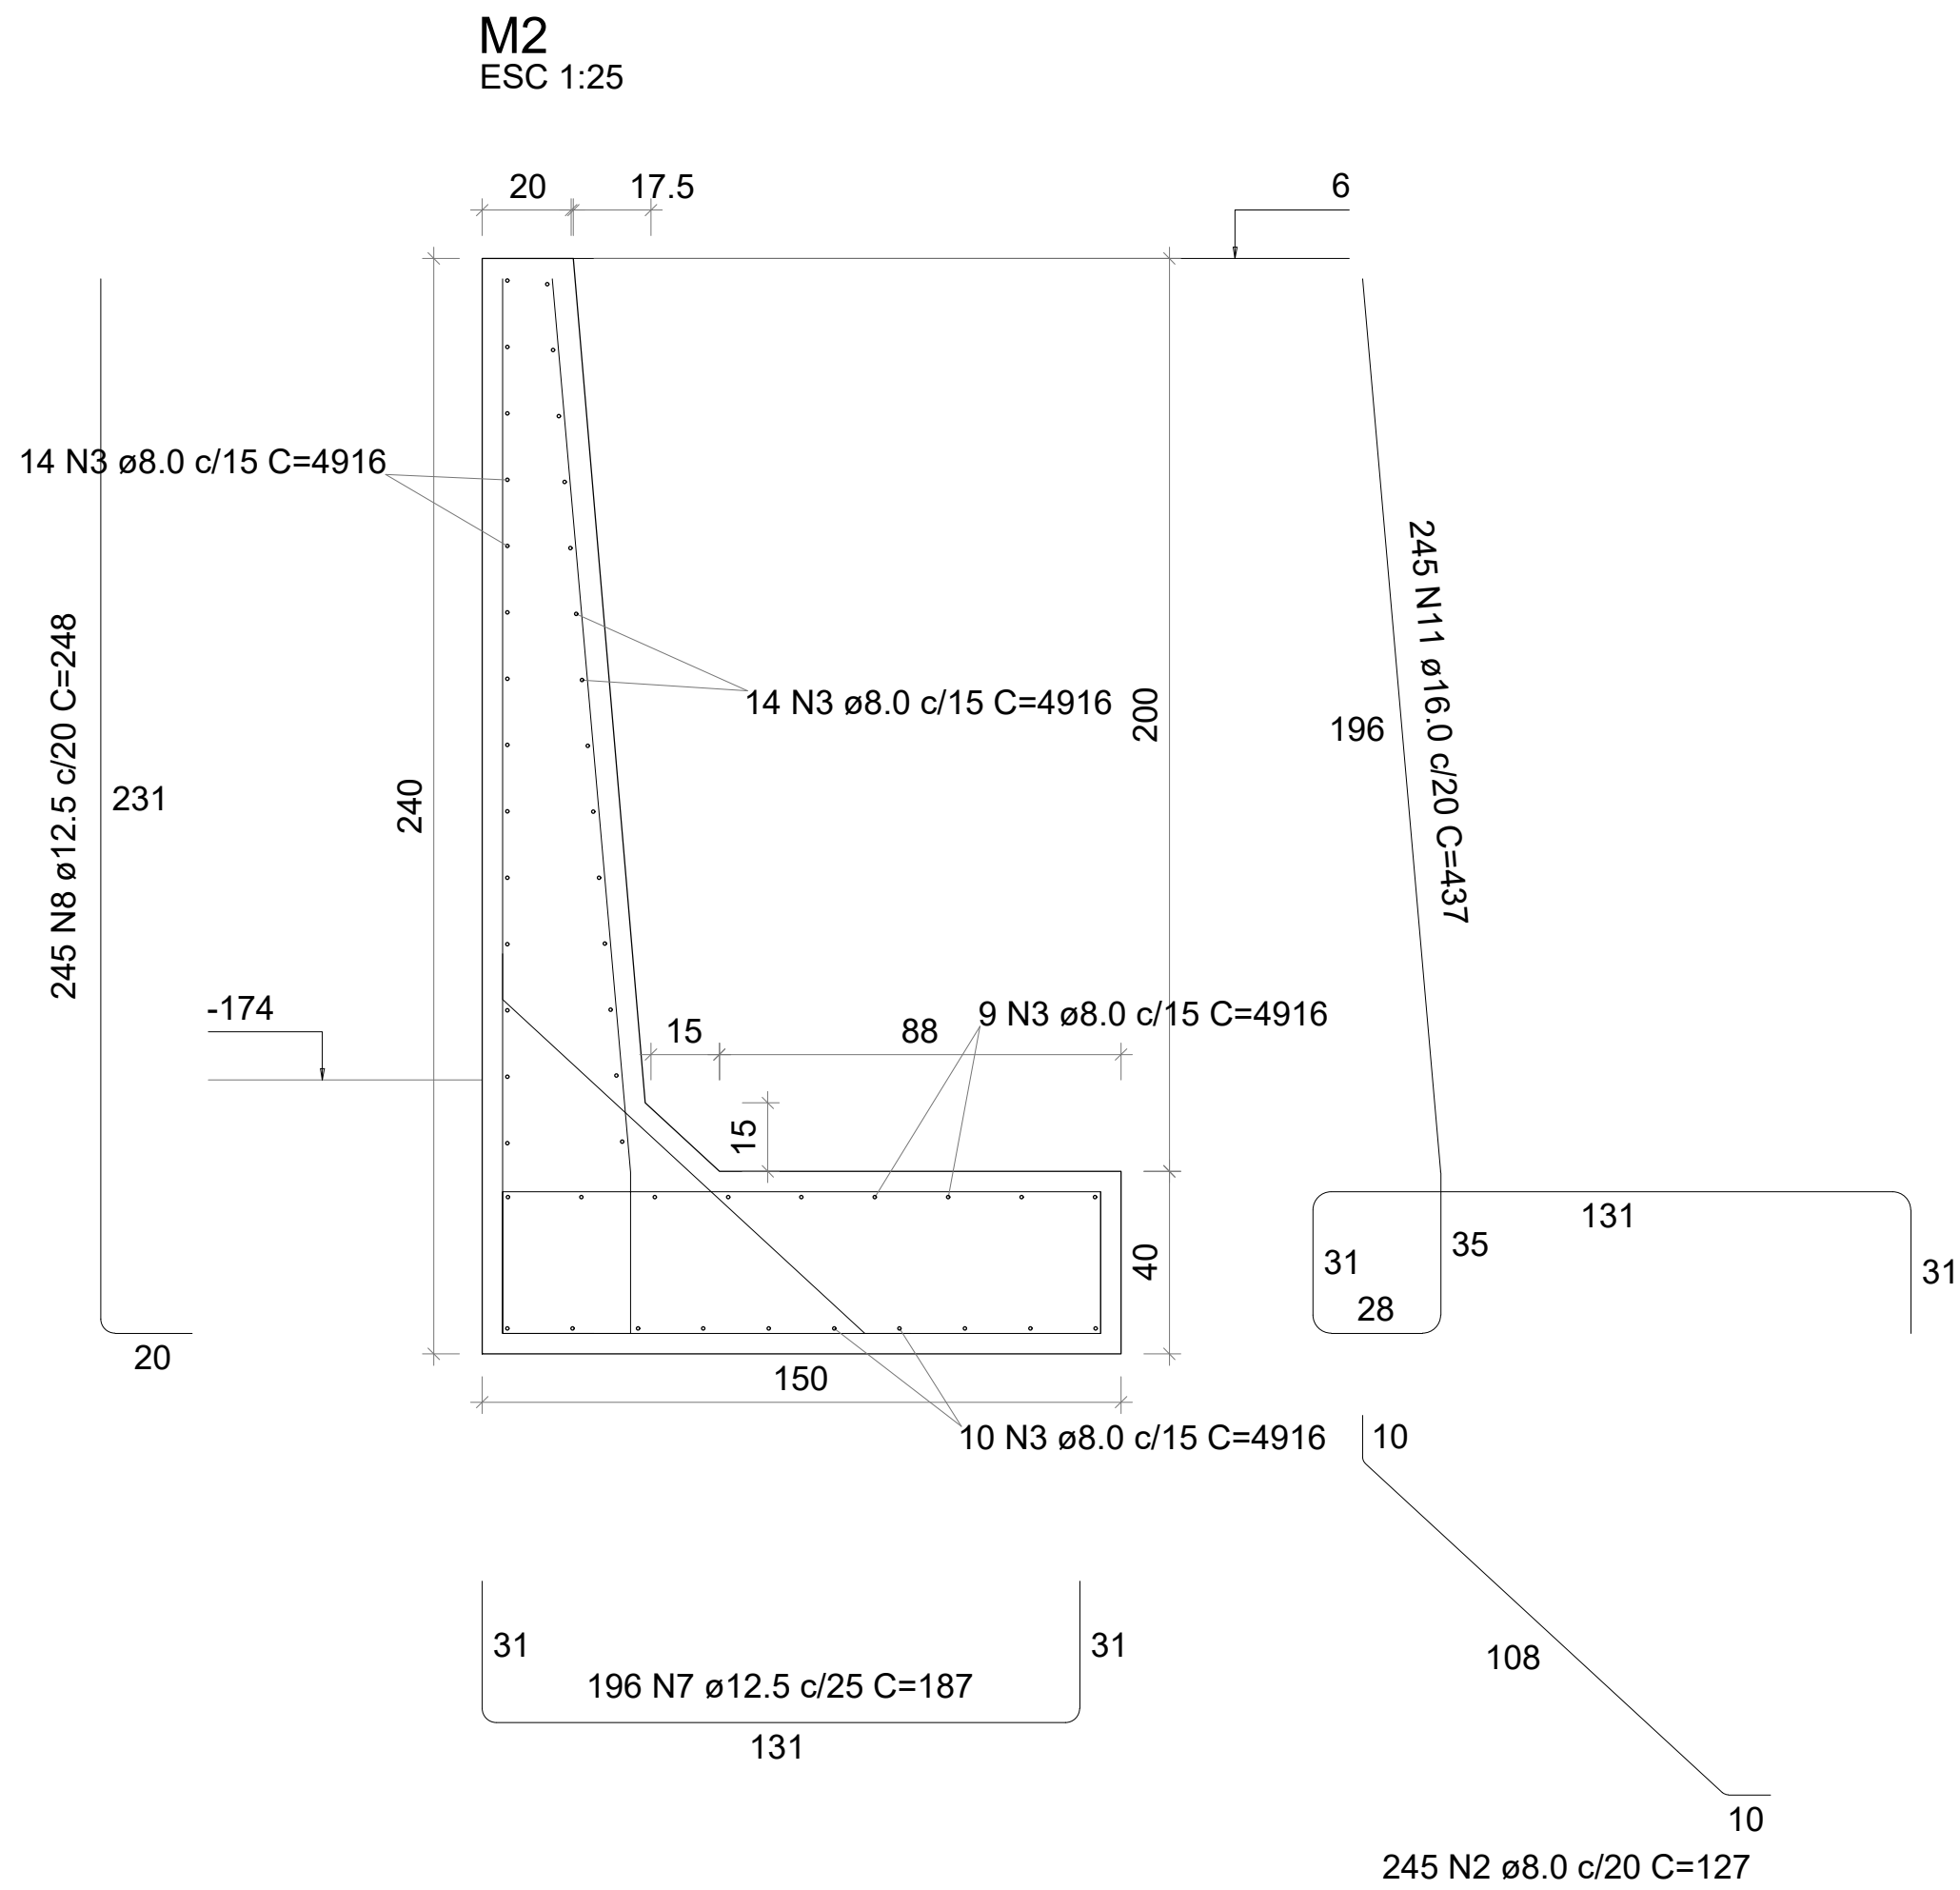 M2
ESC 1:25
20
17.5
6
14 N3 ø8.0 c/15 C=4916
245 N8 ø12.5 c/20 C=248
231
240
14 N3 ø8.0 c/15 C=4916
200
196
245 N11 ø16.0 c/20 C=437
-174
15
88
9 N3 ø8.0 c/15 C=4916
15
40
131
31
35
28
31
20
150
10 N3 ø8.0 c/15 C=4916
10
31
31
196 N7 ø12.5 c/25 C=187
131
108
10
245 N2 ø8.0 c/20 C=127